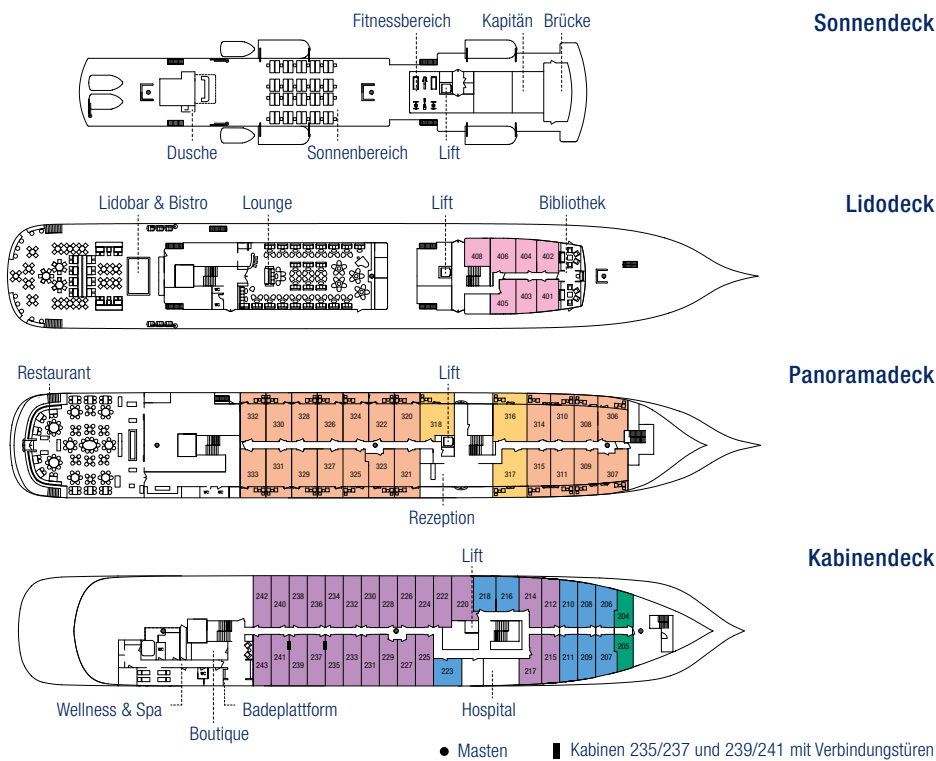 Fitnessbereich Kapitän Brücke
Sonnendeck
Dusche Sonnenbereich Lift
Lidobar & Bistro Lounge Lift Bibliothek
Lidodeck
408 406 404 402
405 403 401
Restaurant Lift
Panoramadeck
332 330 328 326 324 322 320 318 316 314 310 308 306
333 331 329 327 325 323 321 317 315 311 309 307
Rezeption
Lift
Kabinendeck
242 240 238 236 234 232 230 228 226 224 222 220 218 216 214 212 210 208 206 204
243 241 239 237 235 233 231 229 227 225 223 217 215 211 209 207 205
Wellness & Spa Badeplattform Hospital
Boutique
Masten Kabinen 235/237 und 239/241 mit Verbindungstüren